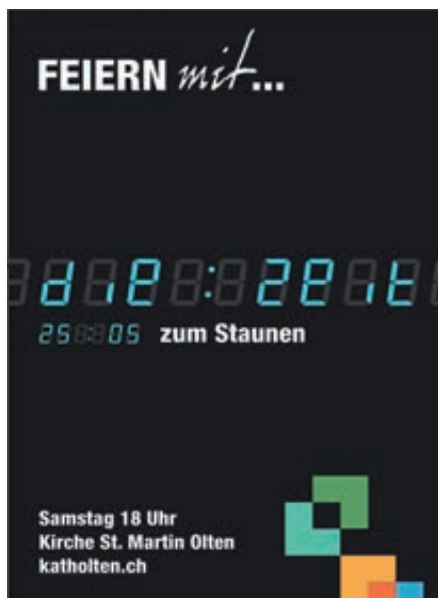 FEIERN mit...
die:zeit
25:05 zum Staunen
Samstag 18 Uhr
Kirche St. Martin Olten
katholten.ch